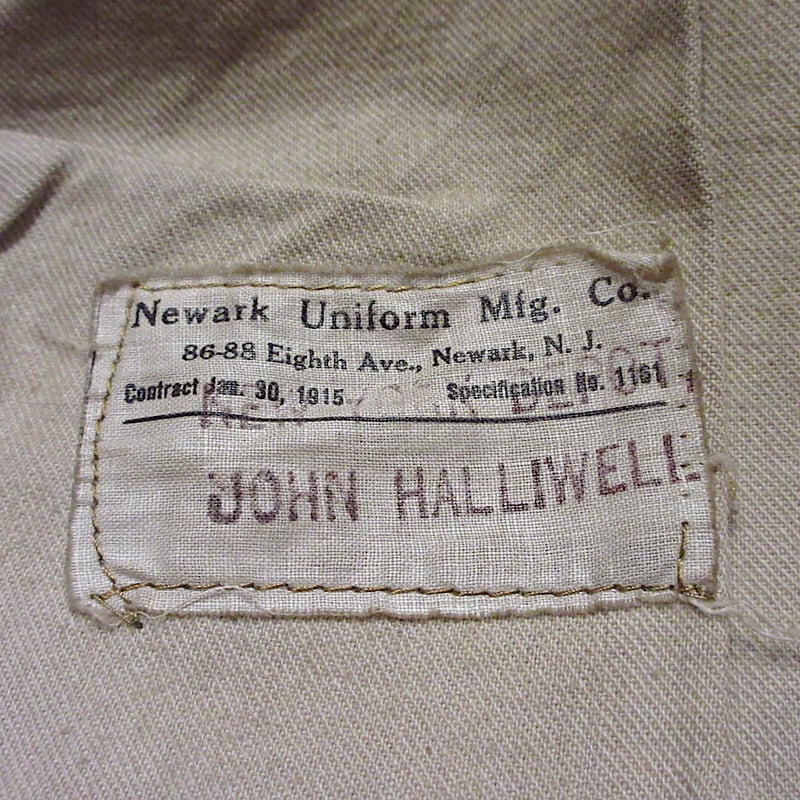 Newark Uniform Mfg. Co.
86-88 Eighth Ave., Newark, N. J.
Contract Jan. 30, 1915 Specification No. 1161
DEPOT
JOHN HALLIWELL